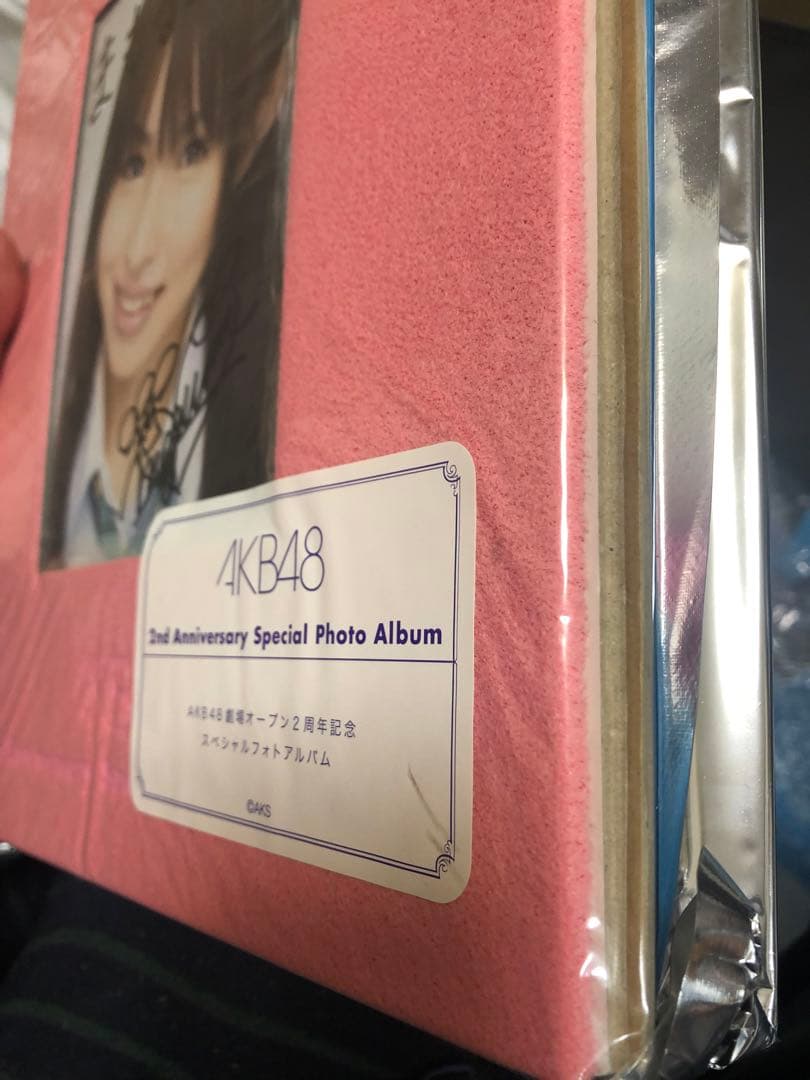 AKB48
2nd Anniversary Special Photo Album
AKB48劇場オープン2周年記念
スペシャルフォトアルバム
©AKS